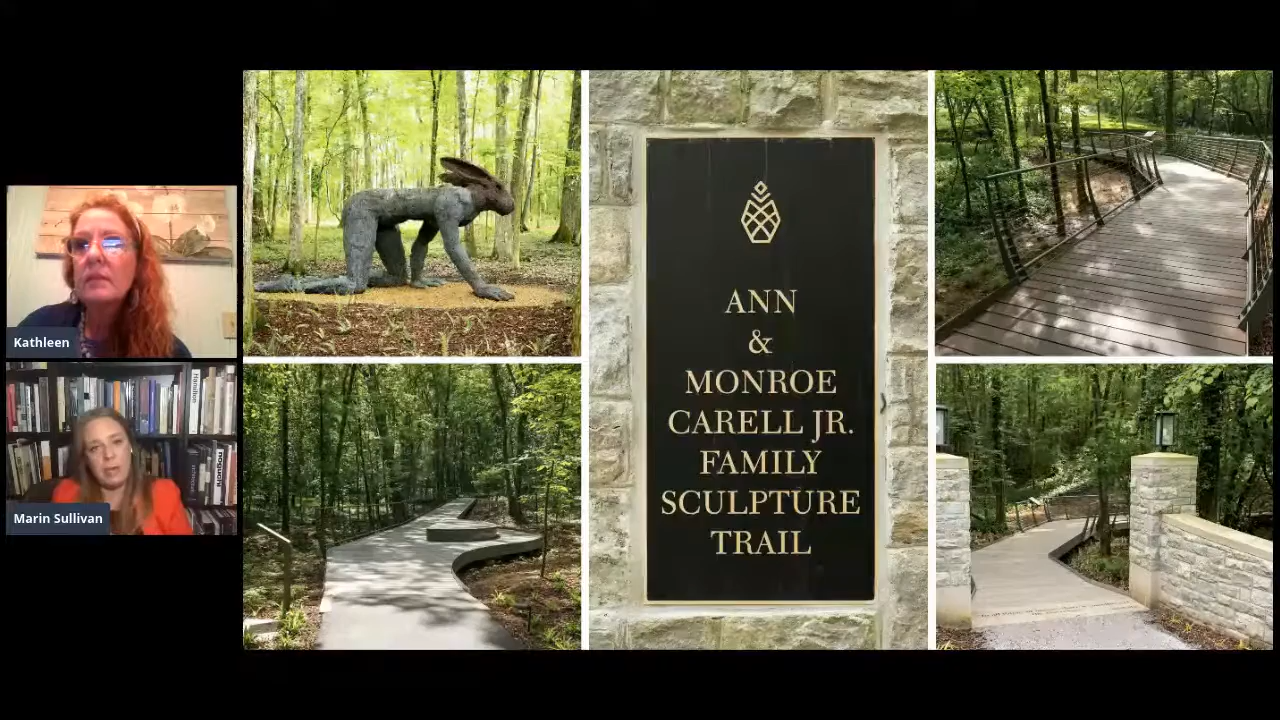 Kathleen
Marin Sullivan
ANN
&
MONROE
CARELL JR.
FAMILY
SCULPTURE
TRAIL